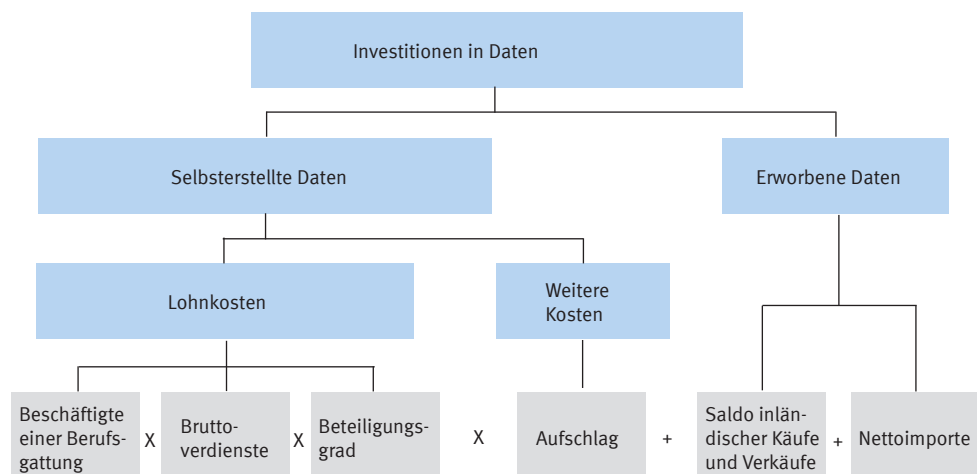 Investitionen in Daten
Selbsterstellte Daten
Erworbene Daten
Lohnkosten
Weitere
Kosten
Beschäftigte
einer Berufs-
gattung
X
Brutto-
verdienste
X
Beteiligungs-
grad
X
Aufschlag
+
Saldo inlän-
discher Käufe
und Verkäufe
+
Nettoimporte